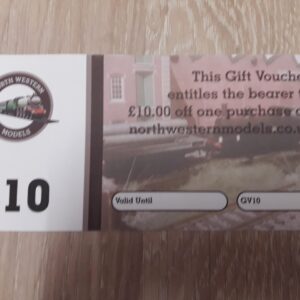 NORTH WESTERN
MODELS
10
This Gift Vouche
entitles the bearer
£10.00 off one purchase o
northwesternmodels.co.u
Valid Until
GV10